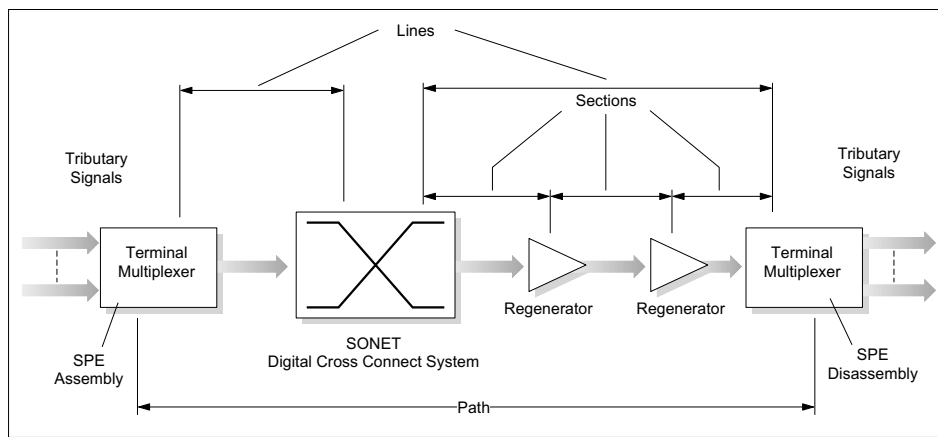 Lines
Sections
Tributary
Signals
Tributary
Signals
Terminal
Multiplexer
Terminal
Multiplexer
Regenerator
Regenerator
SONET
Digital Cross Connect System
SPE
Assembly
SPE
Disassembly
Path